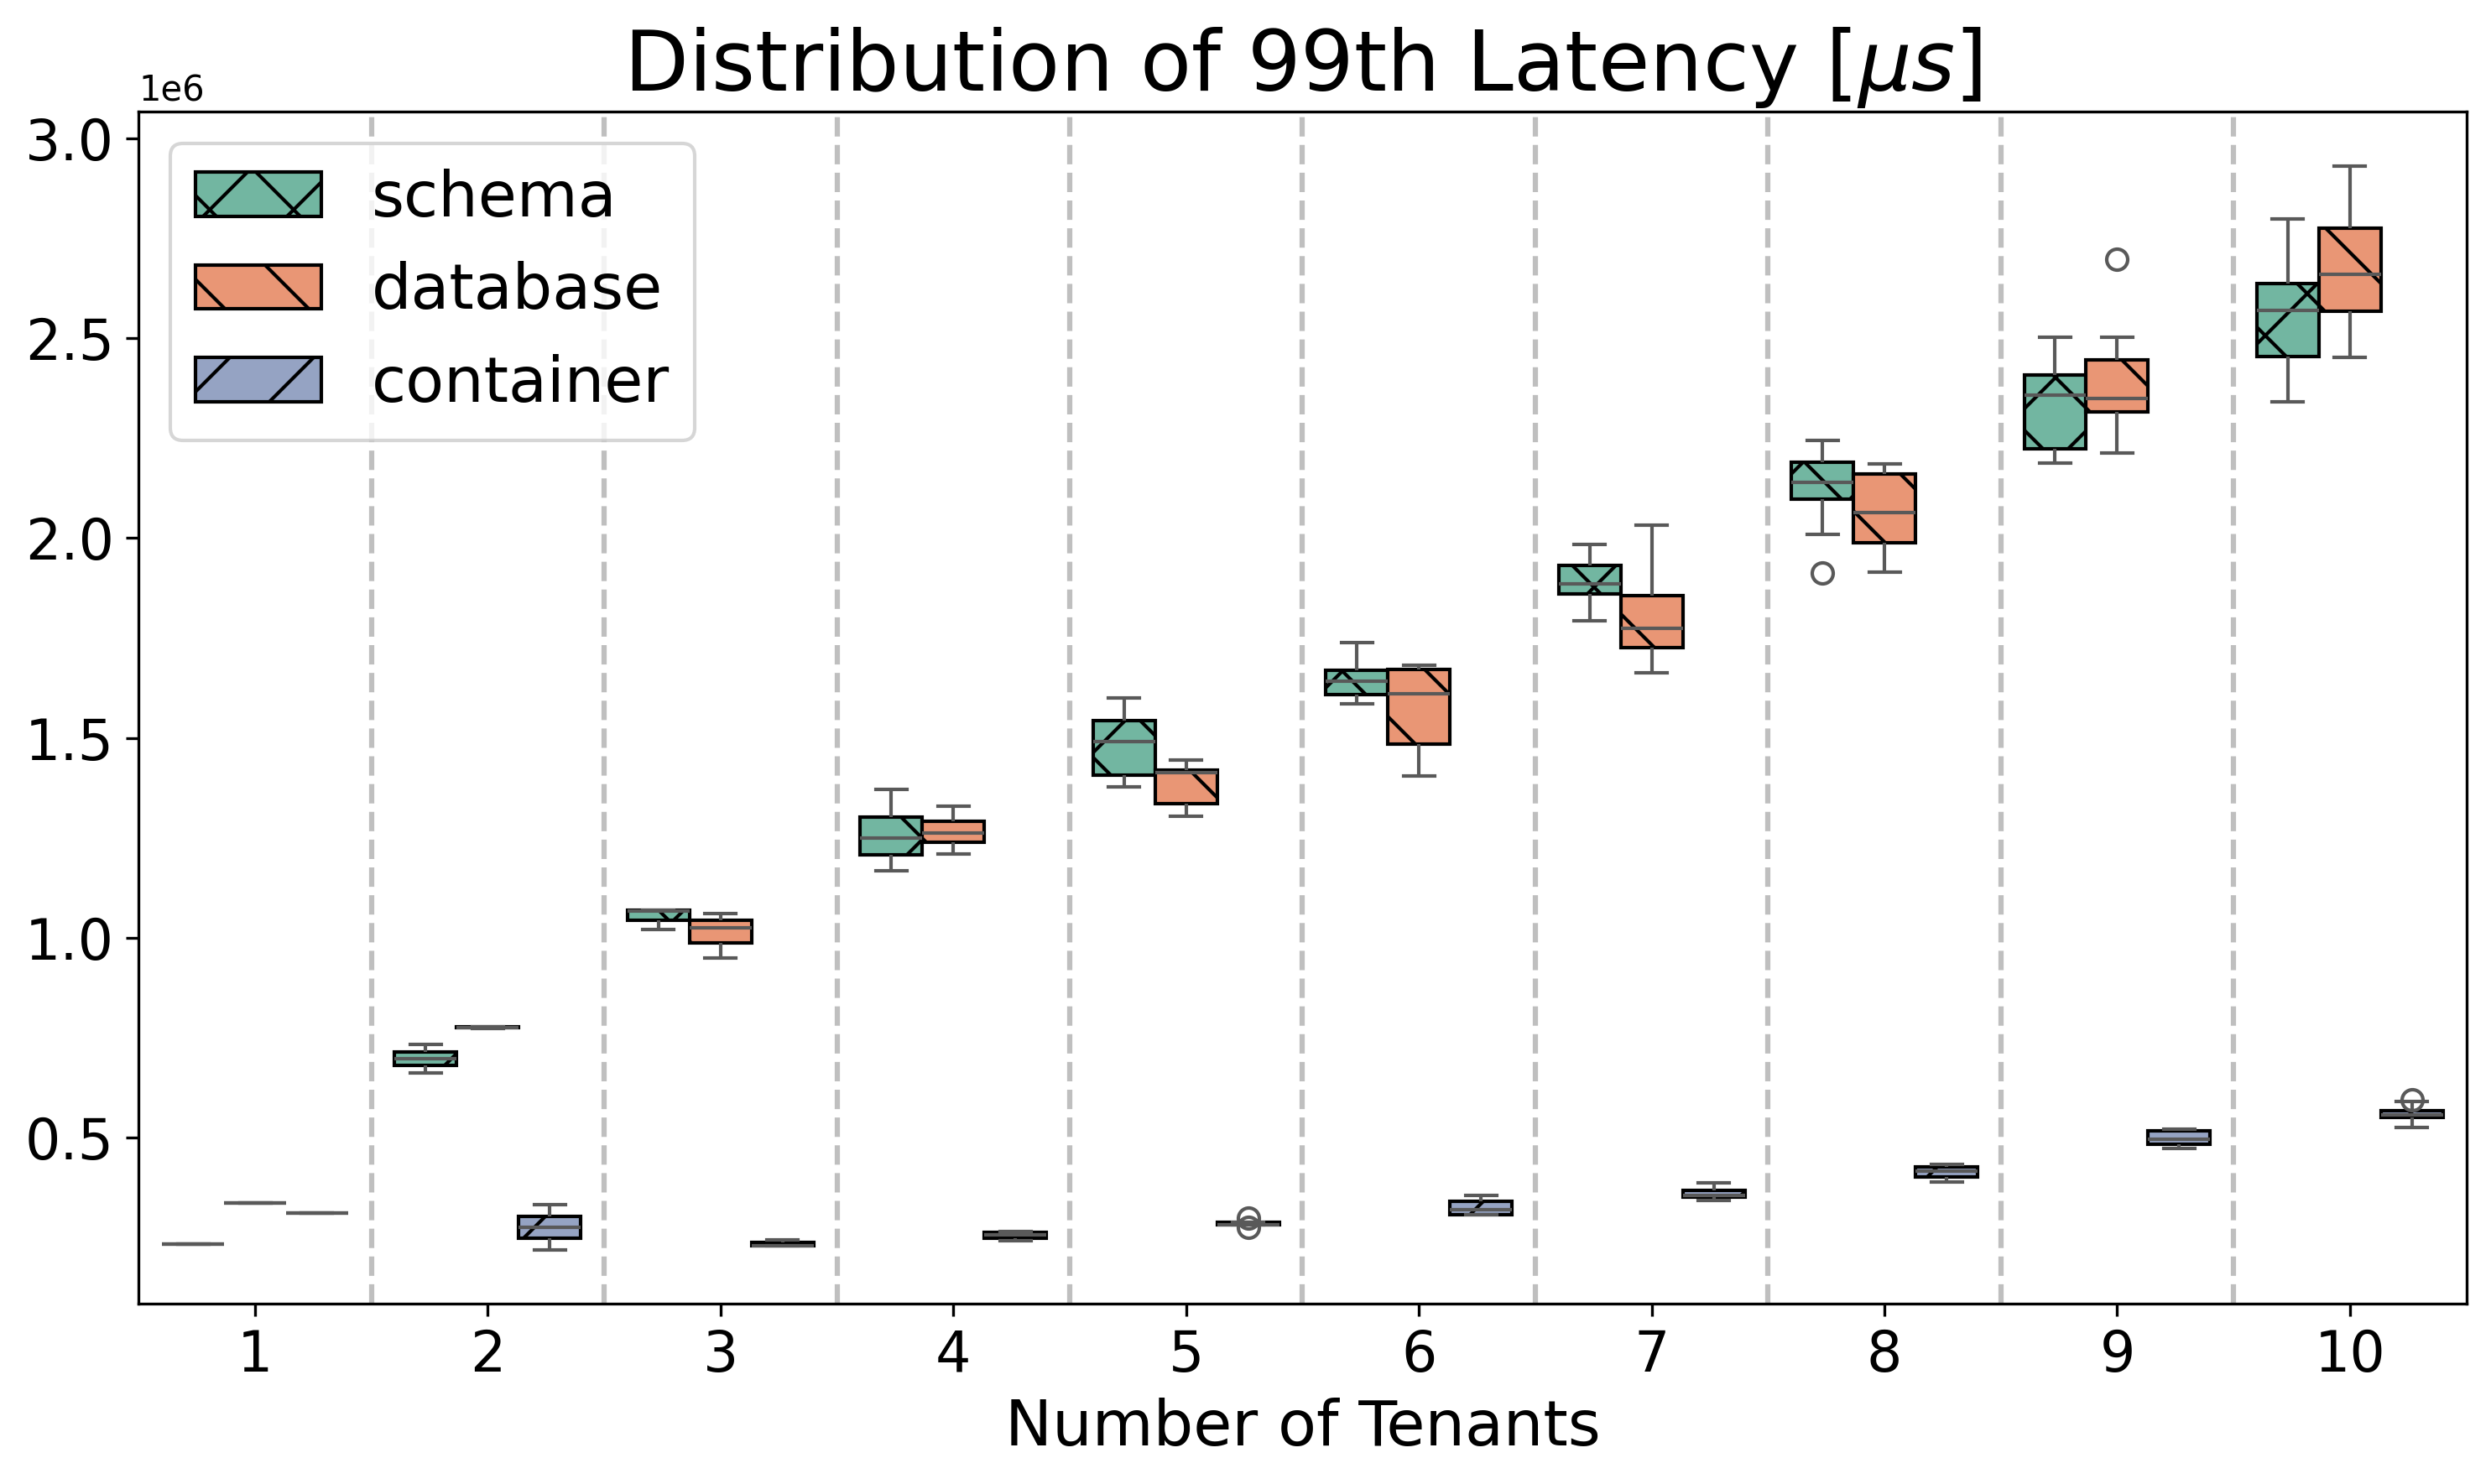 Distribution of 99th Latency [μs]
1e6
3.0
2.5
2.0
1.5
1.0
0.5
schema
database
container
1 2 3 4 5 6 7 8 9 10
Number of Tenants